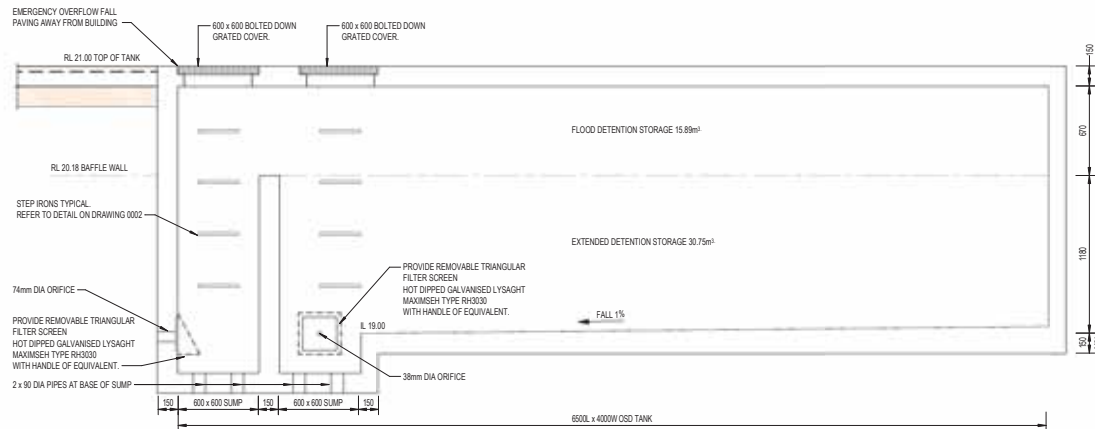 EMERGENCY OVERFLOW FALL
PAVING AWAY FROM BUILDING
600 x 600 BOLTED DOWN
GRATED COVER.
600 x 600 BOLTED DOWN
GRATED COVER.
RL 21.00 TOP OF TANK
150
FLOOD DETENTION STORAGE 15.89m³
670
RL 20.18 BAFFLE WALL
STEP IRONS TYPICAL.
REFER TO DETAIL ON DRAWING 0002
EXTENDED DETENTION STORAGE 30.75m³
1180
PROVIDE REMOVABLE TRIANGULAR
FILTER SCREEN
HOT DIPPED GALVANISED LYSAGHT
MAXIMSEH TYPE RH3030
WITH HANDLE OF EQUIVALENT.
74mm DIA ORIFICE
PROVIDE REMOVABLE TRIANGULAR
FILTER SCREEN
HOT DIPPED GALVANISED LYSAGHT
MAXIMSEH TYPE RH3030
WITH HANDLE OF EQUIVALENT.
IL 19.00
FALL 1%
150
38mm DIA ORIFICE
2 x 90 DIA PIPES AT BASE OF SUMP
150
600 x 600 SUMP
150
600 x 600 SUMP
150
6500L x 4000W OSD TANK